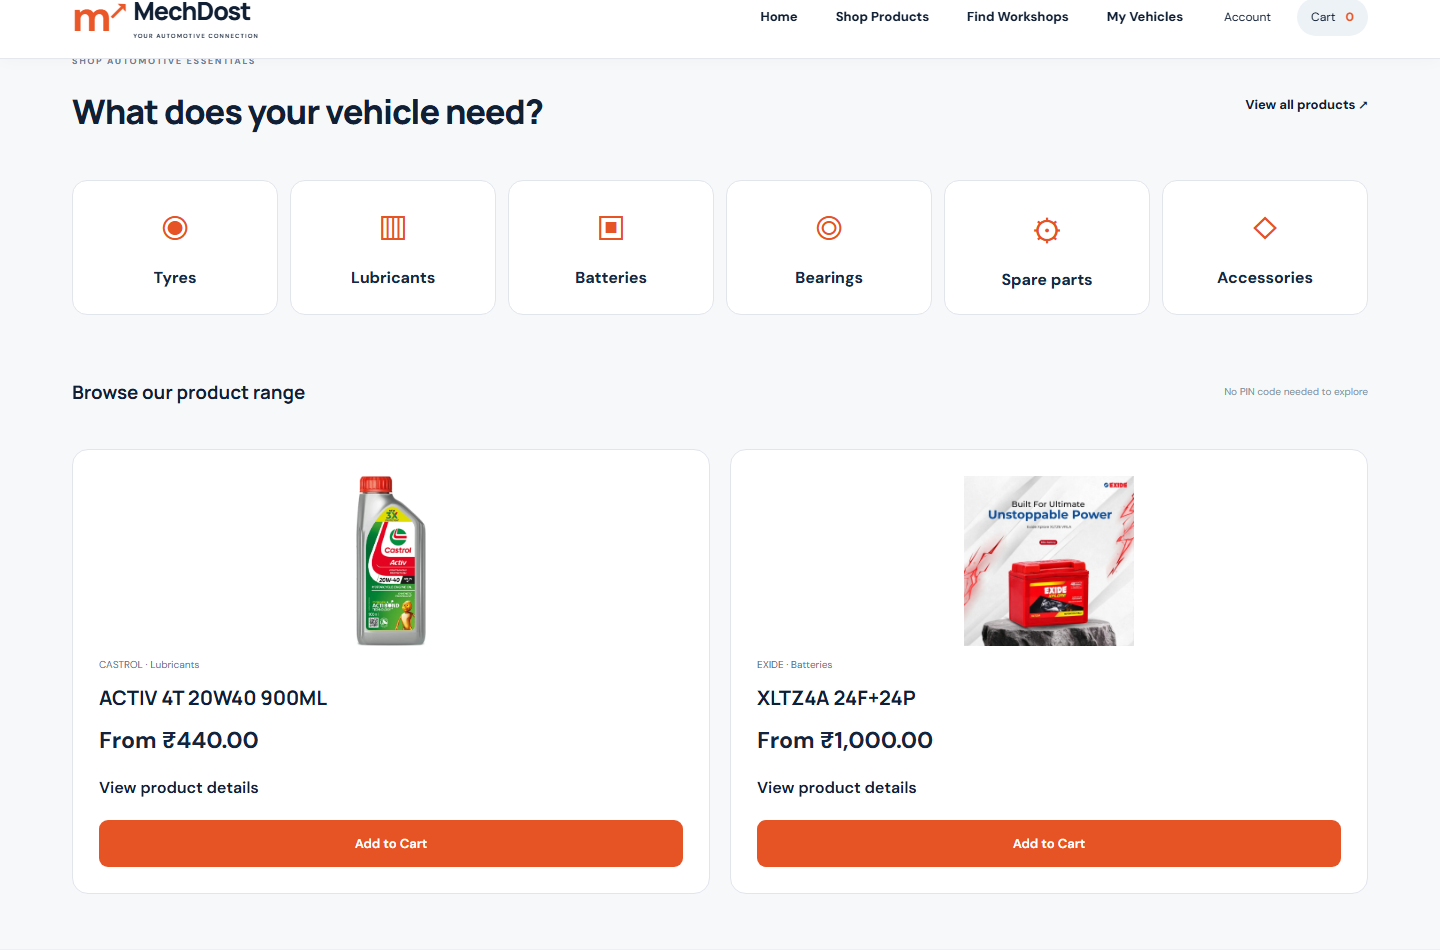 MechDost
YOUR AUTOMOTIVE CONNECTION
Home
Shop Products
Find Workshops
My Vehicles
Account
Cart 0
SHOP AUTOMOTIVE ESSENTIALS
What does your vehicle need?
View all products ↗
Tyres
Lubricants
Batteries
Bearings
Spare parts
Accessories
Browse our product range
No PIN code needed to explore
3X
Castrol
Activ
20W-40
ACTIBOND
EXIDE
Built For Ultimate
Unstoppable Power
EXIDE
CASTROL · Lubricants
ACTIV 4T 20W40 900ML
From ₹440.00
View product details
Add to Cart
EXIDE · Batteries
XLTZ4A 24F+24P
From ₹1,000.00
View product details
Add to Cart